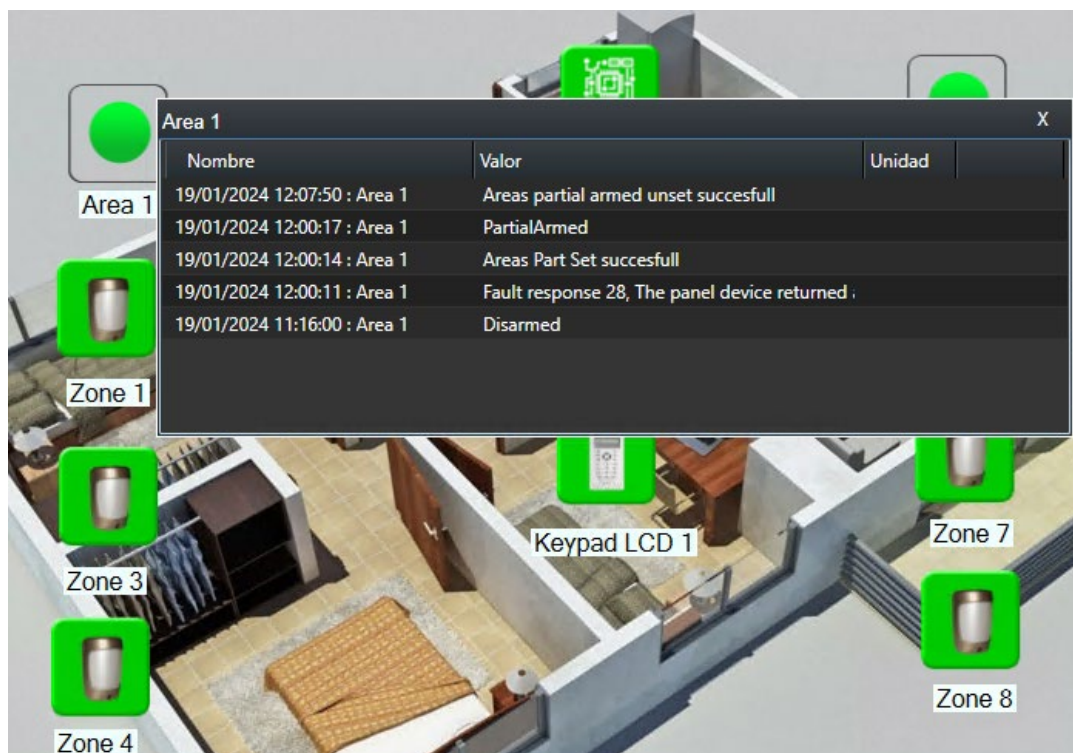 Area 1
X
Nombre Valor Unidad
19/01/2024 12:07:50 : Area 1 Areas partial armed unset succesfull
19/01/2024 12:00:17 : Area 1 PartialArmed
19/01/2024 12:00:14 : Area 1 Areas Part Set succesfull
19/01/2024 12:00:11 : Area 1 Fault response 28, The panel device returned
19/01/2024 11:16:00 : Area 1 Disarmed
Area 1
Zone 1
Zone 3
Zone 4
Keypad LCD 1
Zone 7
Zone 8